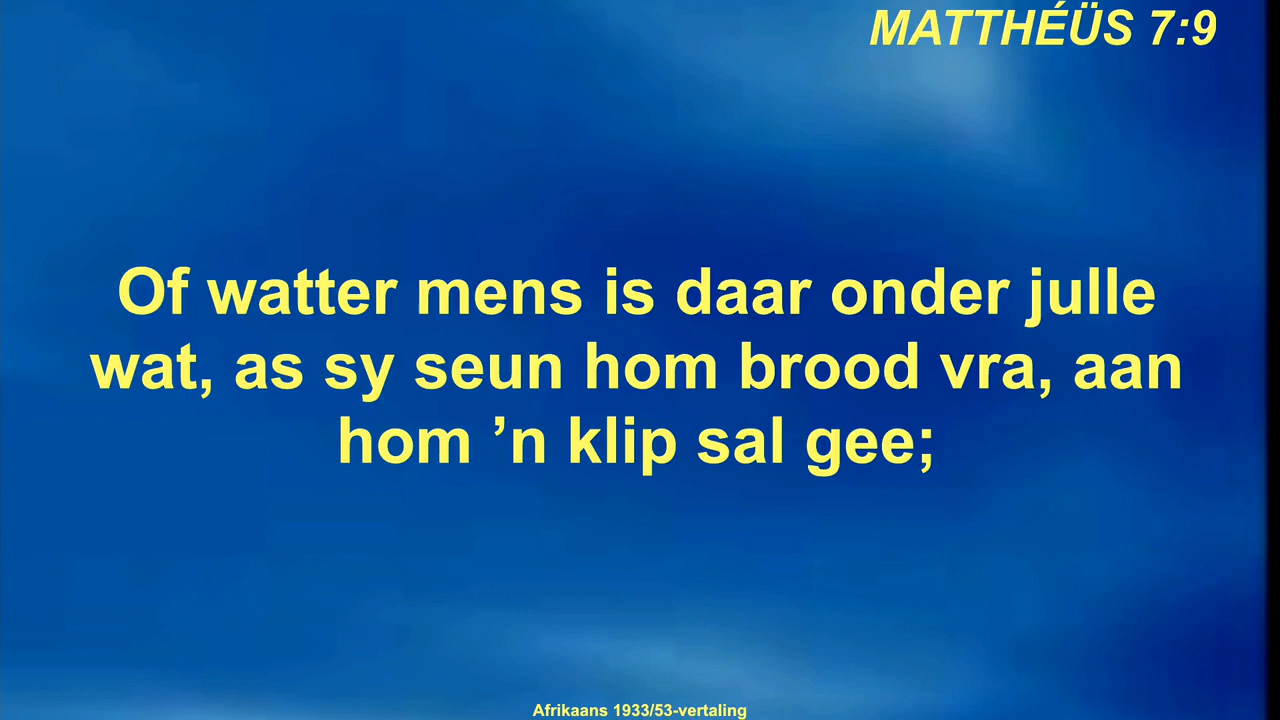 MATTHÉÜS 7:9
Of watter mens is daar onder julle
wat, as sy seun hom brood vra, aan
hom ’n klip sal gee;
Afrikaans 1933/53-vertaling